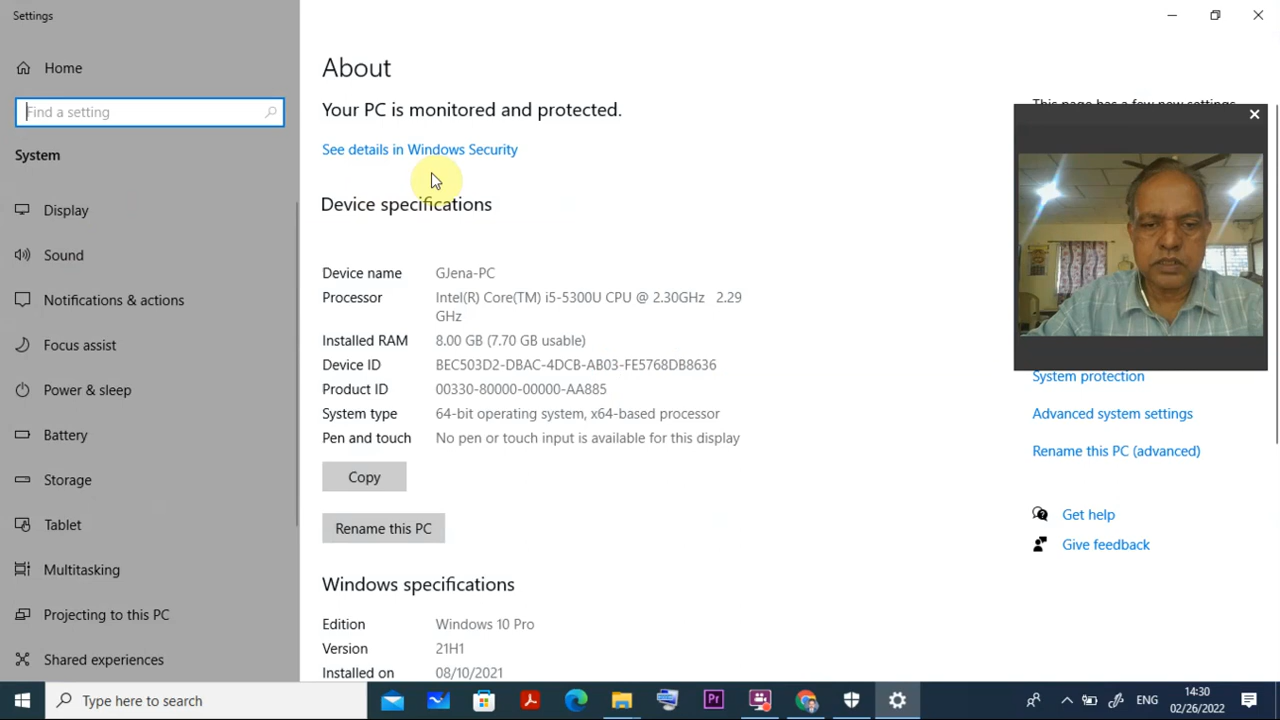 Settings
Home
Find a setting
System
Display
Sound
Notifications & actions
Focus assist
Power & sleep
Battery
Storage
Tablet
Multitasking
Projecting to this PC
Shared experiences
About
Your PC is monitored and protected.
See details in Windows Security
Device specifications
Device name GJena-PC
Processor Intel(R) Core(TM) i5-5300U CPU @ 2.30GHz 2.29
GHz
Installed RAM 8.00 GB (7.70 GB usable)
Device ID BEC503D2-DBAC-4DCB-AB03-FE5768DB8636
Product ID 00330-80000-00000-AA885
System type 64-bit operating system, x64-based processor
Pen and touch No pen or touch input is available for this display
Copy
Rename this PC
Windows specifications
Edition Windows 10 Pro
Version 21H1
Installed on 08/10/2021
This page has a few new settings
System protection
Advanced system settings
Rename this PC (advanced)
Get help
Give feedback
Type here to search
Pr
ENG
14:30
02/26/2022